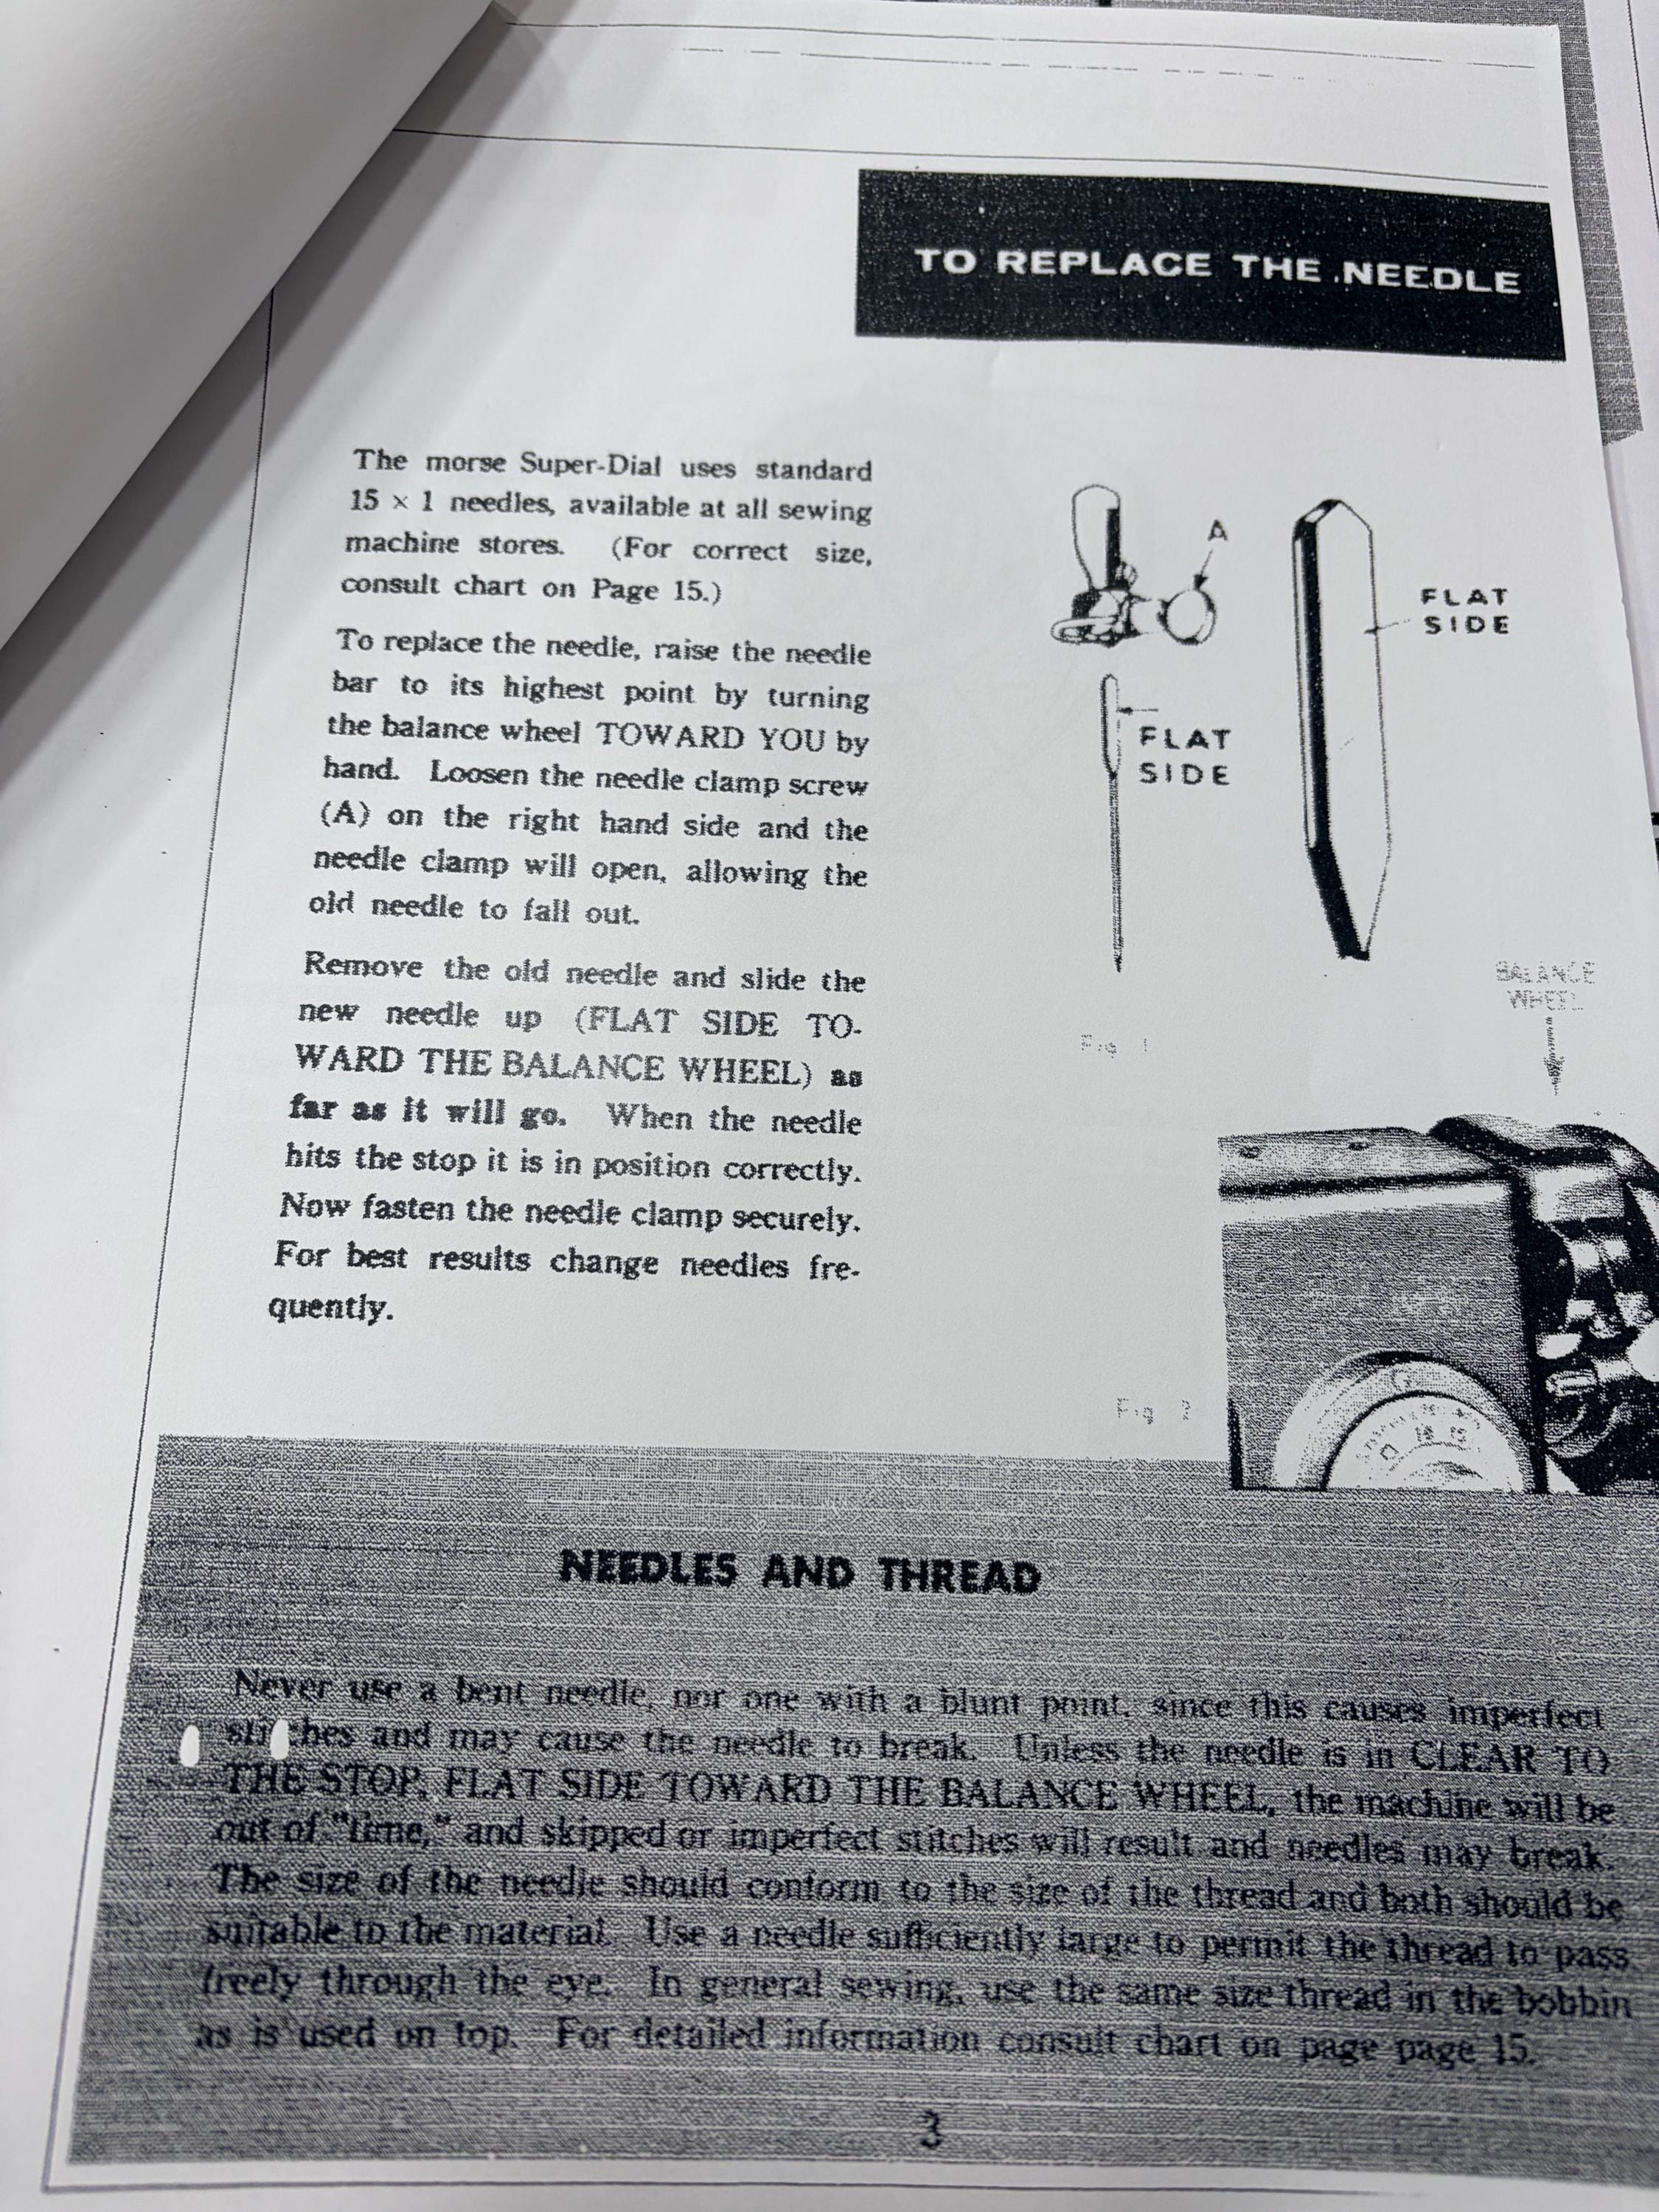 TO REPLACE THE NEEDLE
The morse Super-Dial uses standard
15 × 1 needles, available at all sewing
machine stores. (For correct size,
consult chart on Page 15.)
To replace the needle, raise the needle
bar to its highest point by turning
the balance wheel TOWARD YOU by
hand. Loosen the needle clamp screw
(A) on the right hand side and the
needle clamp will open, allowing the
old needle to fall out.
Remove the old needle and slide the
new needle up (FLAT SIDE TO-
WARD THE BALANCE WHEEL) as
far as it will go. When the needle
hits the stop it is in position correctly.
Now fasten the needle clamp securely.
For best results change needles fre-
quently.
A
FLAT
SIDE
FLAT
SIDE
Fig 1
BALANCE
WHEEL
Fig 2
NEEDLES AND THREAD
Never use a bent needle, nor one with a blunt point, since this causes imperfect
stitches and may cause the needle to break. Unless the needle is in CLEAR TO
THE STOP, FLAT SIDE TOWARD THE BALANCE WHEEL, the machine will be
out of "time," and skipped or imperfect stitches will result and needles may break.
The size of the needle should conform to the size of the thread and both should be
suitable to the material. Use a needle sufficiently large to permit the thread to pass
freely through the eye. In general sewing, use the same size thread in the bobbin
as is used on top. For detailed information consult chart on page page 15.
3